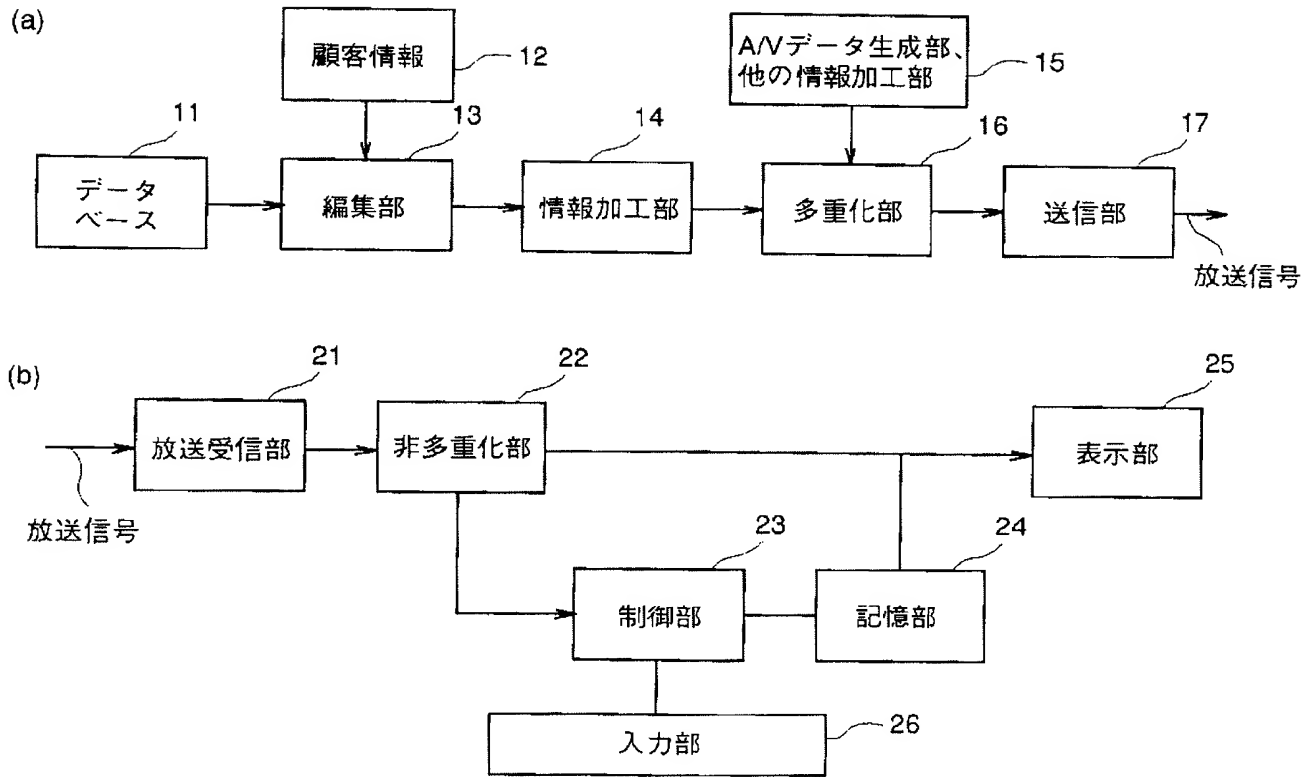 (a)
顧客情報
12
A/Vデータ生成部、
他の情報加工部
15
11
13
14
16
17
データ
ベース
編集部
情報加工部
多重化部
送信部
放送信号
(b)
21
22
25
放送受信部
非多重化部
表示部
放送信号
23
24
制御部
記憶部
入力部
26